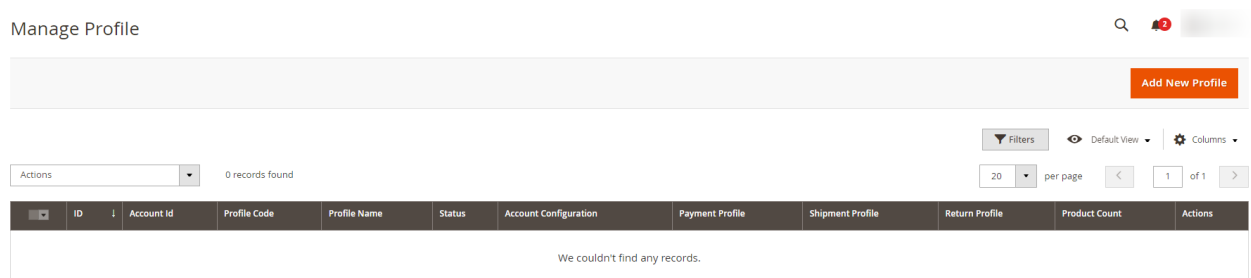 Manage Profile
2
Add New Profile
Filters
Default View
Columns
Actions
0 records found
20
per page
1
of 1
ID ↓ Account Id Profile Code Profile Name Status Account Configuration Payment Profile Shipment Profile Return Profile Product Count Actions
We couldn't find any records.